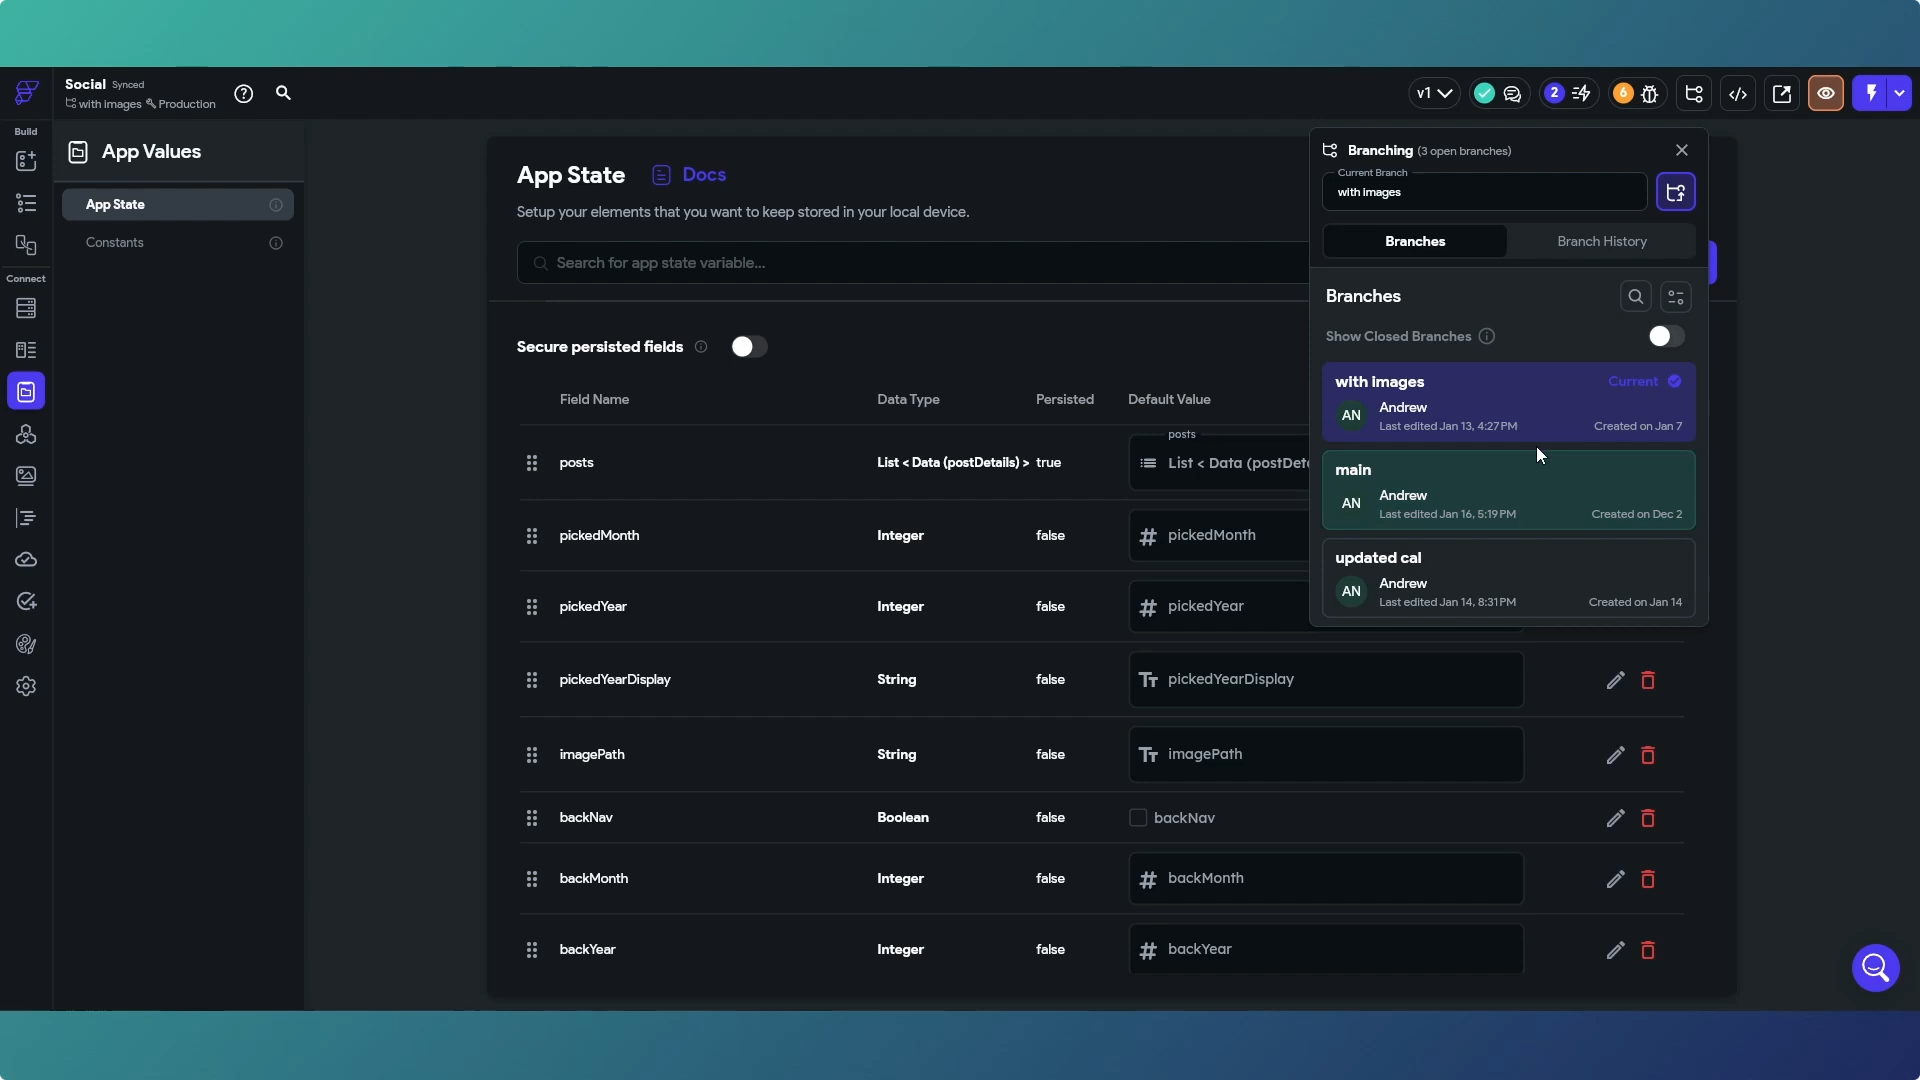 Social Synced
with images Production
v1
2
6
Build
Connect
App Values
App State
Constants
App State
Docs
Setup your elements that you want to keep stored in your local device.
Search for app state variable...
Secure persisted fields
Field Name Data Type Persisted Default Value
posts
posts List < Data (postDetails) > true List < Data (postDeta
pickedMonth Integer false pickedMonth
pickedYear Integer false pickedYear
pickedYearDisplay String false pickedYearDisplay
imagePath String false imagePath
backNav Boolean false backNav
backMonth Integer false backMonth
backYear Integer false backYear
Branching (3 open branches)
Current Branch
with images
Branches Branch History
Branches
Show Closed Branches
with images Current
AN Andrew
Last edited Jan 13, 4:27 PM Created on Jan 7
main
AN Andrew
Last edited Jan 16, 5:19 PM Created on Dec 2
updated cal
AN Andrew
Last edited Jan 14, 8:31 PM Created on Jan 14